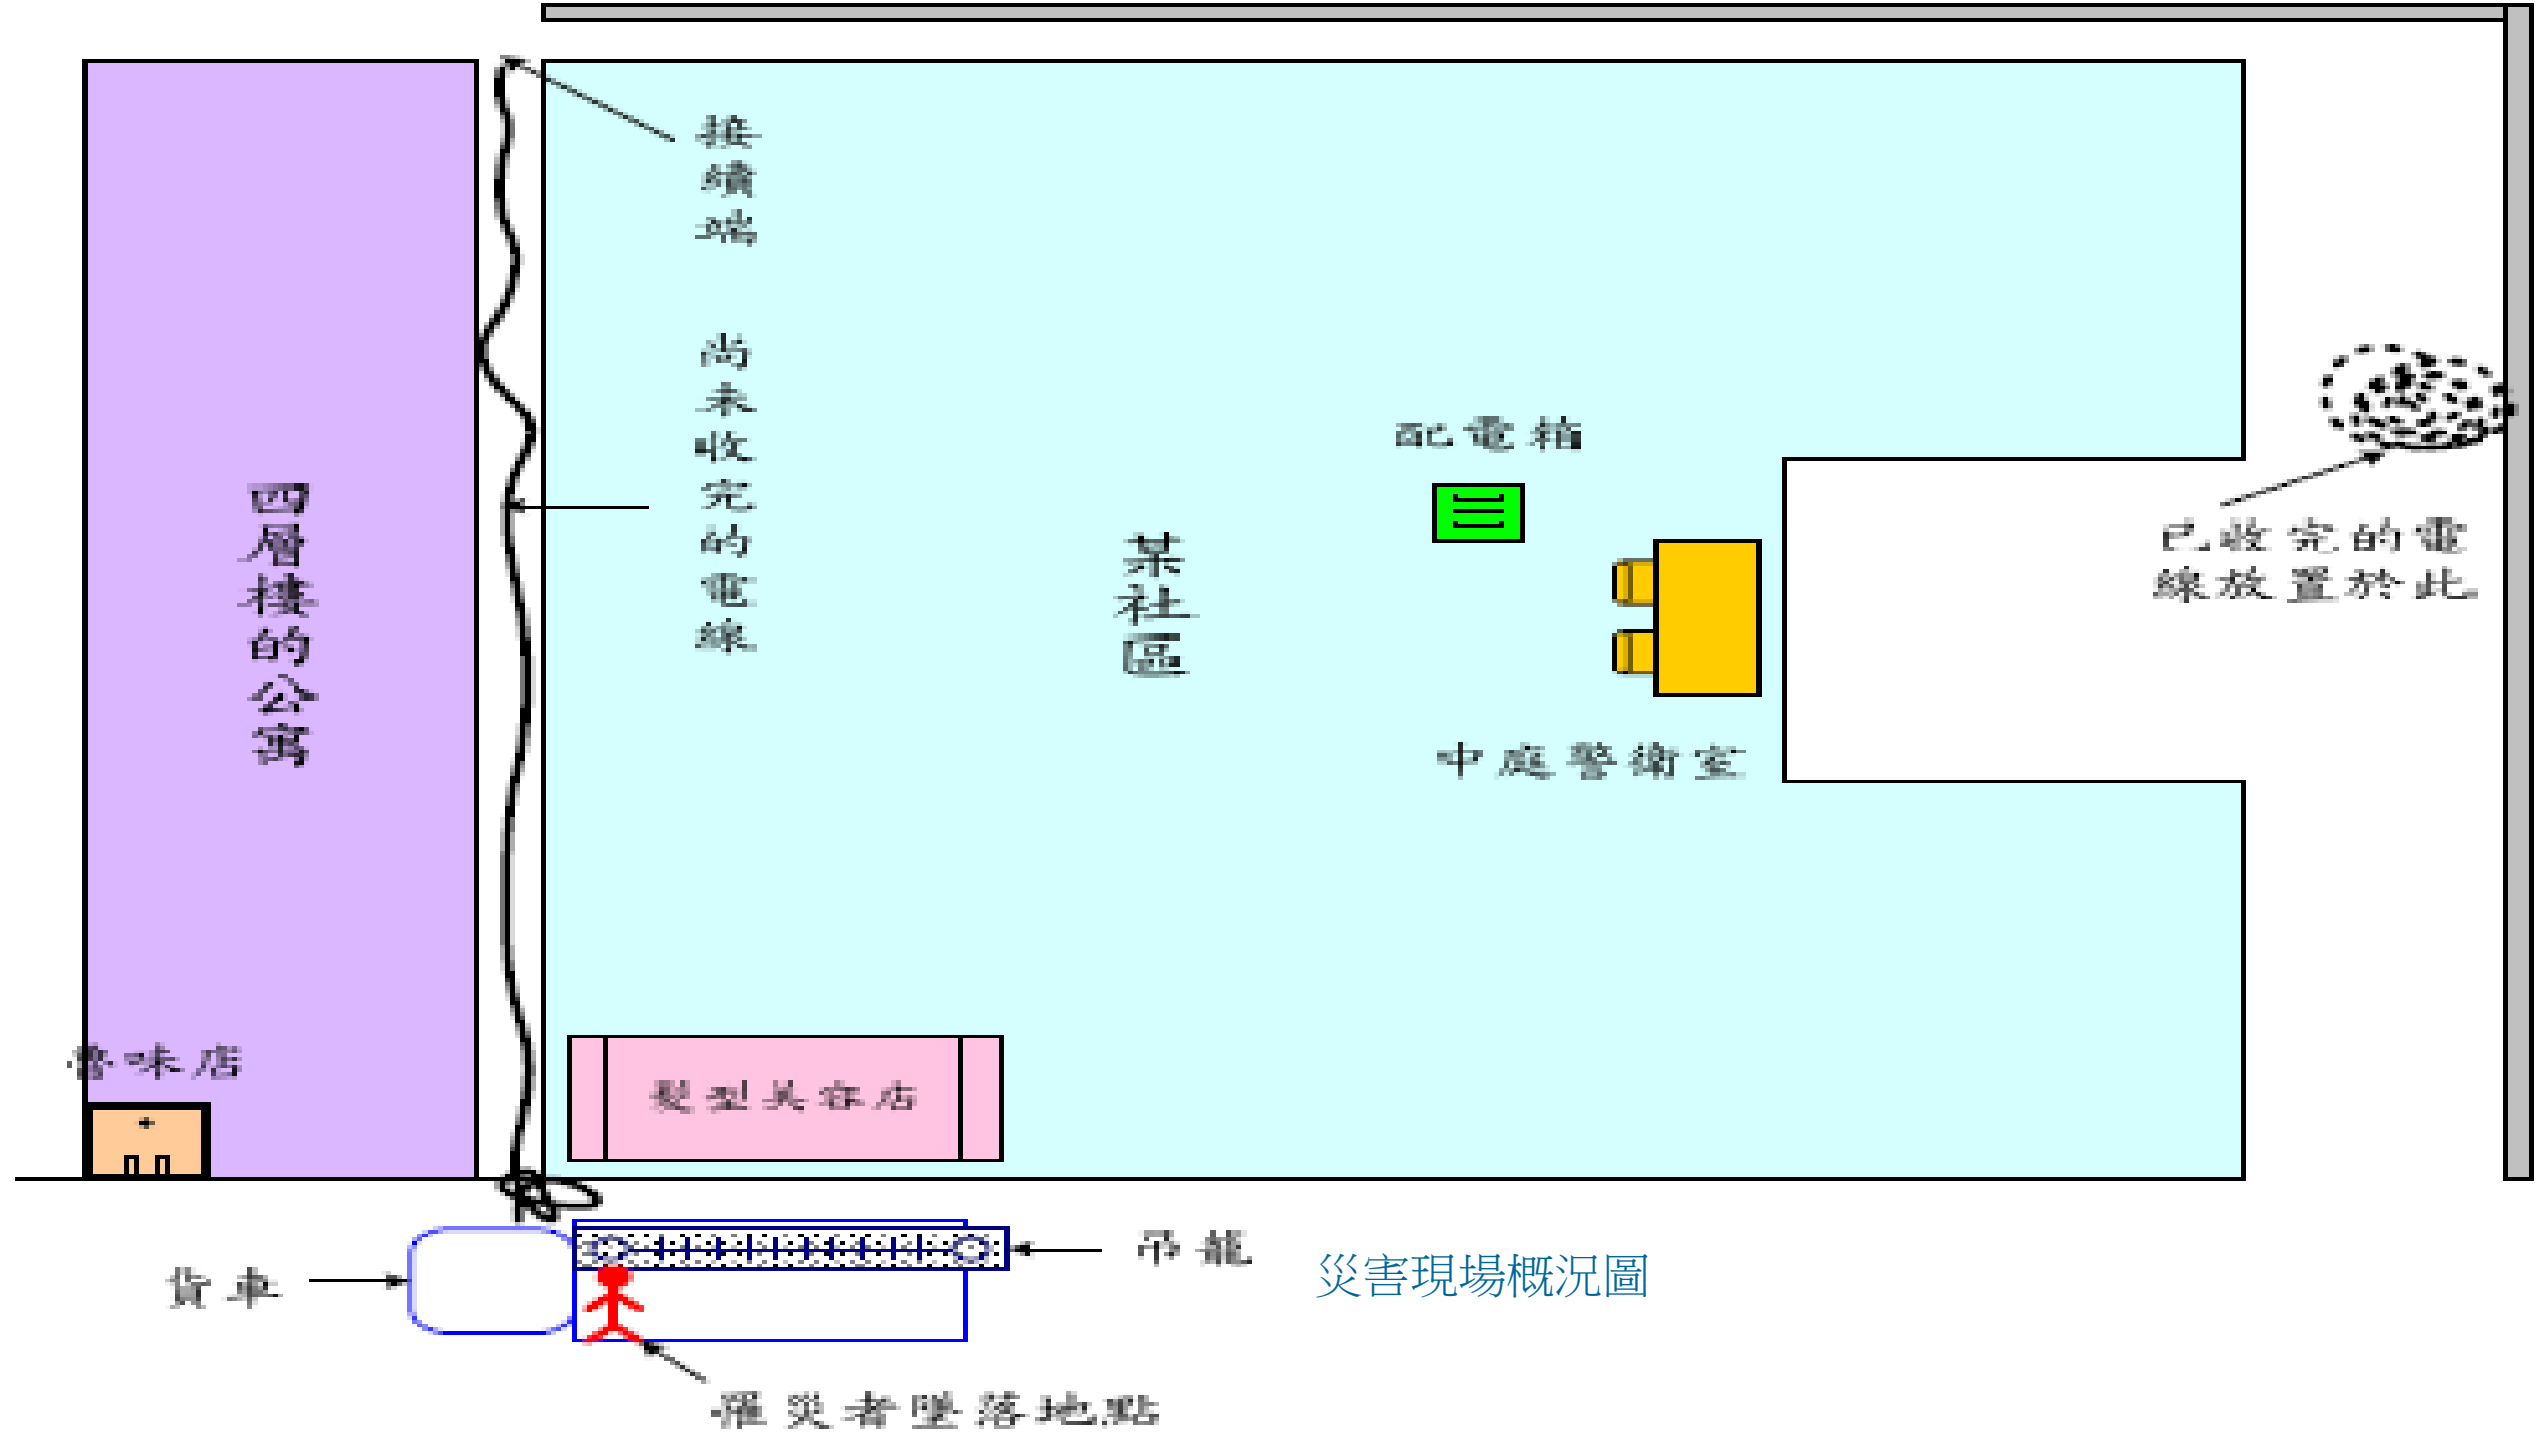 接續端
尚未收完的電線
四層樓的公寓
某社區
配電箱
中庭警衛室
已收完的電
線放置於此
魯味店
髮型美容店
貨車
吊籠
災害現場概況圖
罹災者墜落地點